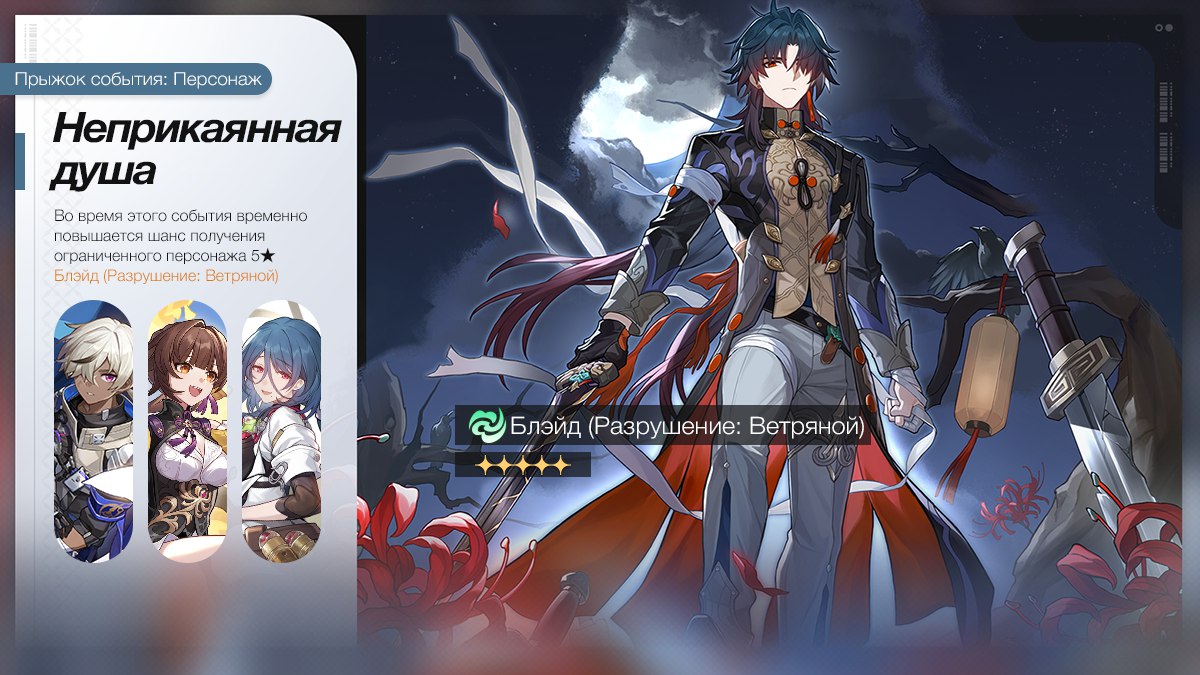 Прыжок события: Персонаж
Неприкаянная
душа
Во время этого события временно
повышается шанс получения
ограниченного персонажа 5★
Блэйд (Разрушение: Ветряной)
Блэйд (Разрушение: Ветряной)